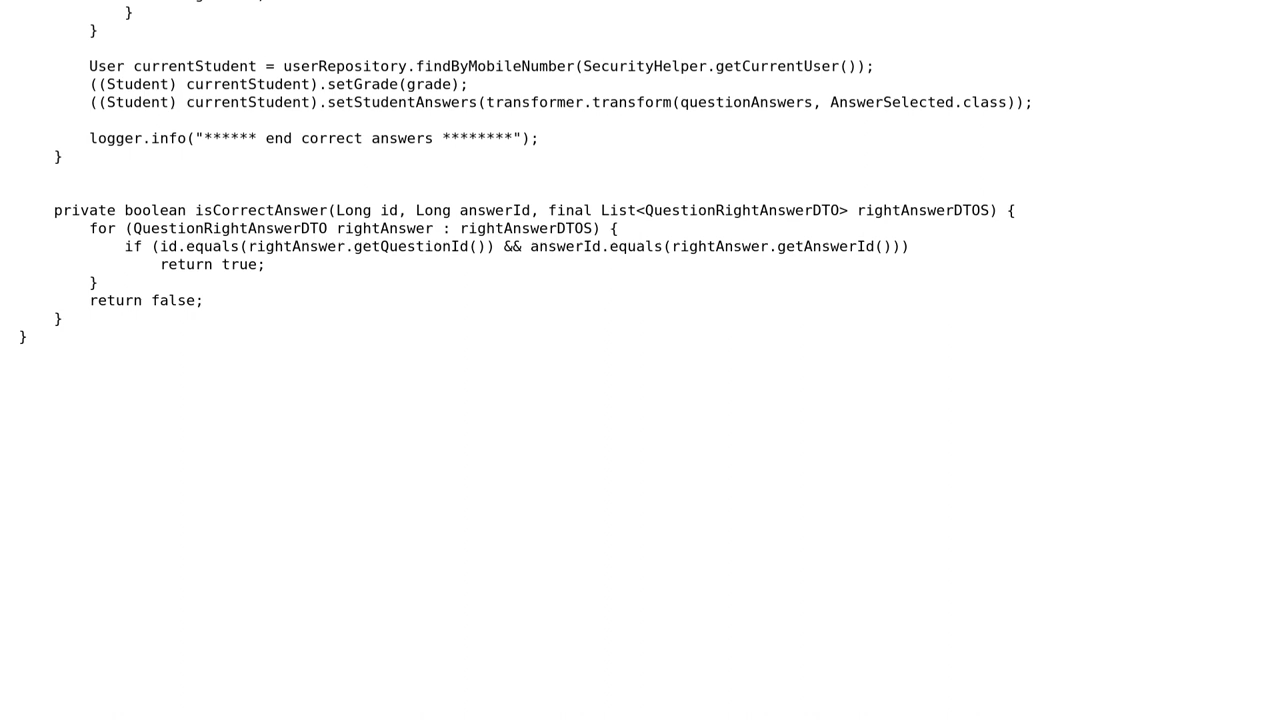 }
}
User currentStudent = userRepository.findByMobileNumber(SecurityHelper.getCurrentUser());
((Student) currentStudent).setGrade(grade);
((Student) currentStudent).setStudentAnswers(transformer.transform(questionAnswers, AnswerSelected.class));
logger.info("****** end correct answers ********");
}
private boolean isCorrectAnswer(Long id, Long answerId, final List<QuestionRightAnswerDTO> rightAnswerDTOS) {
for (QuestionRightAnswerDTO rightAnswer : rightAnswerDTOS) {
if (id.equals(rightAnswer.getQuestionId()) && answerId.equals(rightAnswer.getAnswerId()))
return true;
}
return false;
}
}